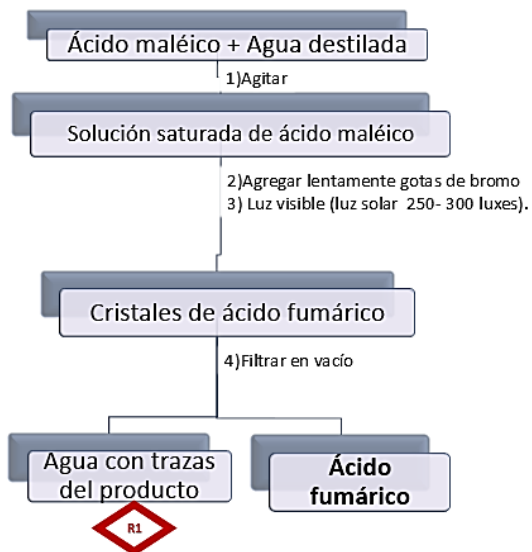 Ácido maléico + Agua destilada
1)Agitar
Solución saturada de ácido maléico
2)Agregar lentamente gotas de bromo
3) Luz visible (luz solar 250- 300 luxes).
Cristales de ácido fumárico
4)Filtrar en vacío
Agua con trazas
del producto
Ácido
fumárico
R1